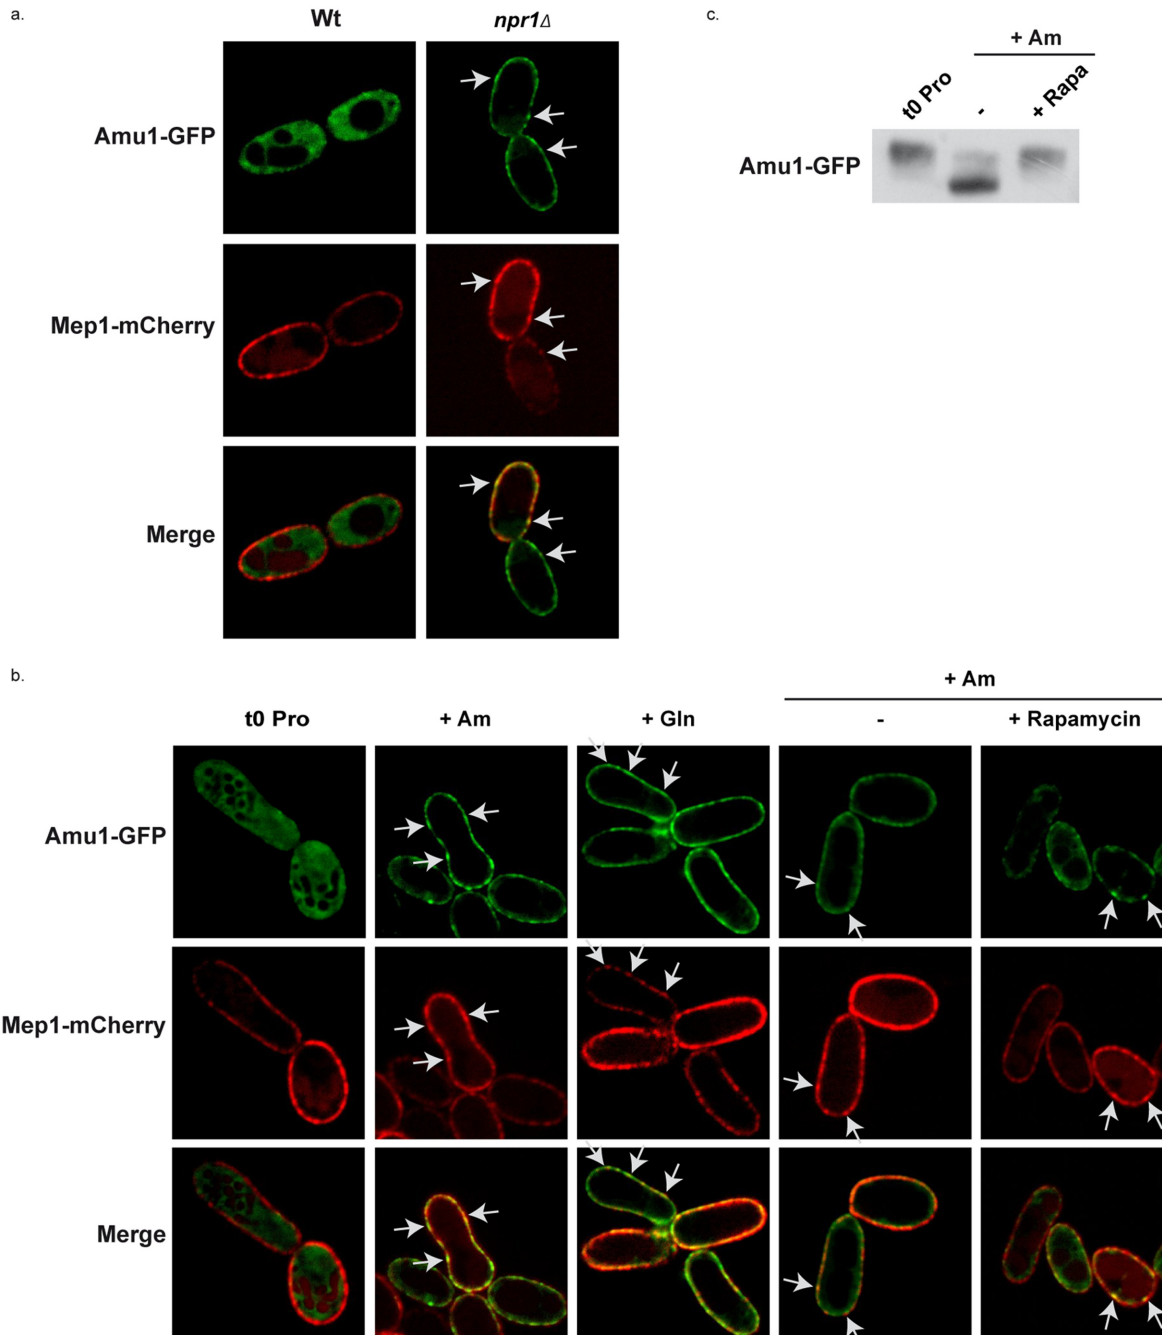 a.
Wt
npr1Δ
Amu1-GFP
Mep1-mCherry
Merge
c.
+ Am
t0 Pro
-
+ Rapa
Amu1-GFP
b.
+ Am
t0 Pro
+ Am
+ Gln
-
+ Rapamycin
Amu1-GFP
Mep1-mCherry
Merge